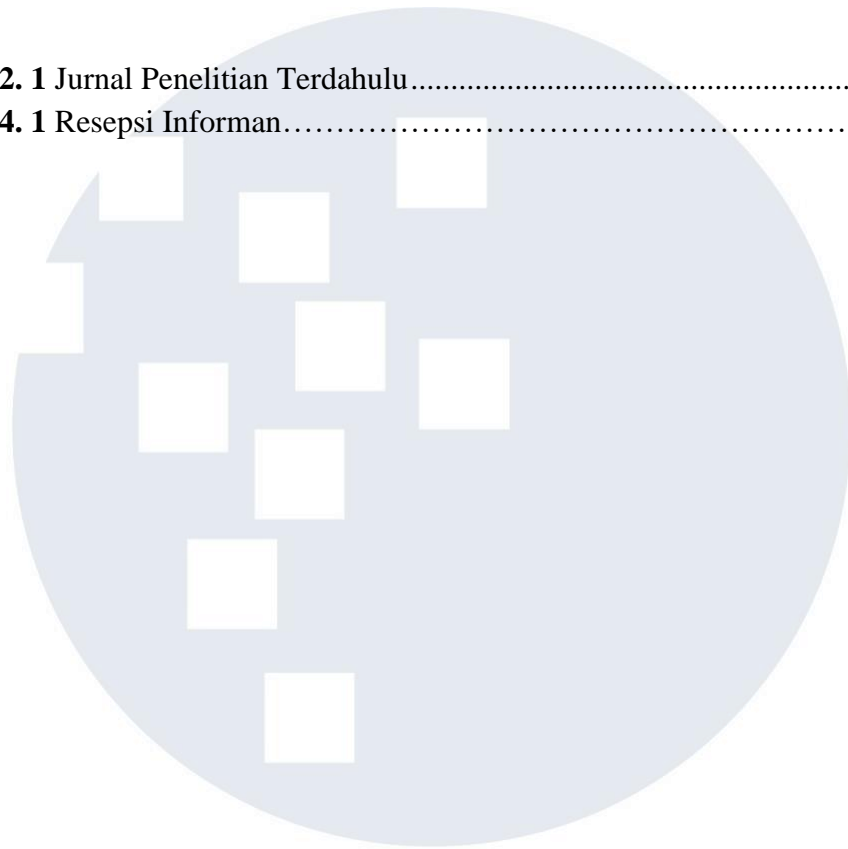 2. 1 Jurnal Penelitian Terdahulu..........................................................................
4. 1 Resepsi Informan…………………………………………………………